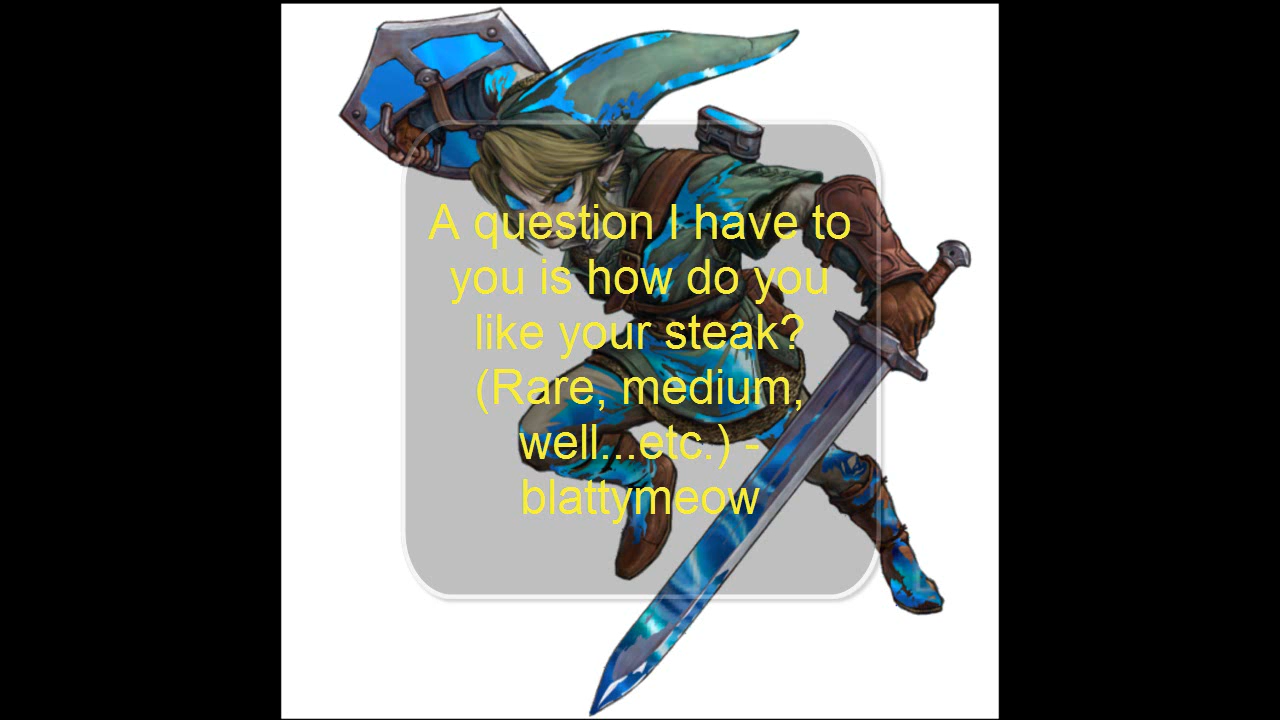 A question I have to
you is how do you
like your steak?
(Rare, medium,
well...etc.) -
blattymeow